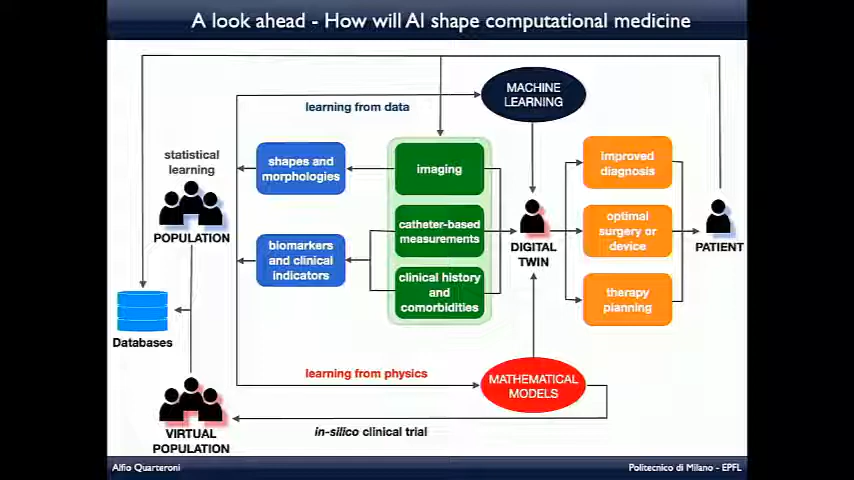 A look ahead - How will AI shape computational medicine
MACHINE
LEARNING
learning from data
statistical
learning
shapes and
morphologies
imaging
improved
diagnosis
POPULATION
biomarkers
and clinical
indicators
catheter-based
measurements
clinical history
and
comorbidities
DIGITAL
TWIN
optimal
surgery or
device
PATIENT
therapy
planning
Databases
learning from physics
MATHEMATICAL
MODELS
VIRTUAL
POPULATION
in-silico clinical trial
Alfio Quarteroni
Politecnico di Milano - EPFL